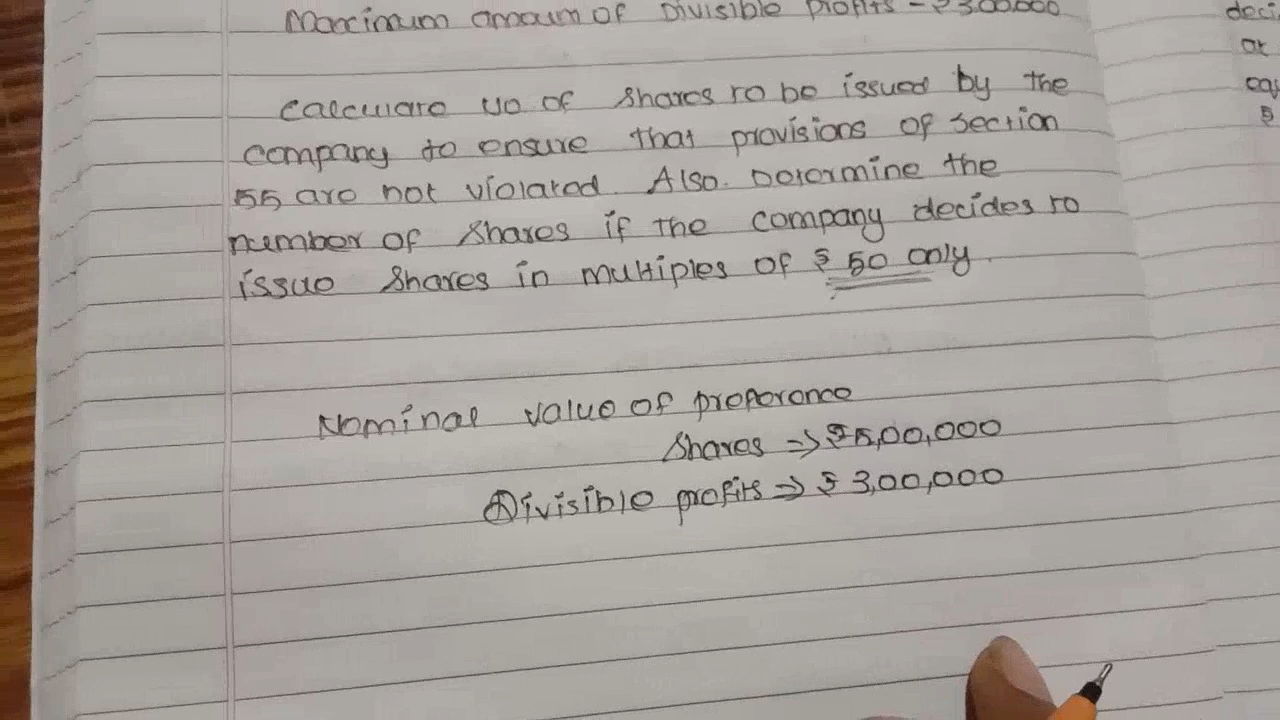 Maximum amount of Divisible profits - ₹300000
Calculate no of shares to be issued by the
company to ensure that provisions of section
55 are not violated. Also. Determine the
number of shares if the company decides to
issue shares in multiples of ₹ 50 only.
Nominal value of preference
shares => ₹5,00,000
Divisible profits => ₹ 3,00,000
deci
or